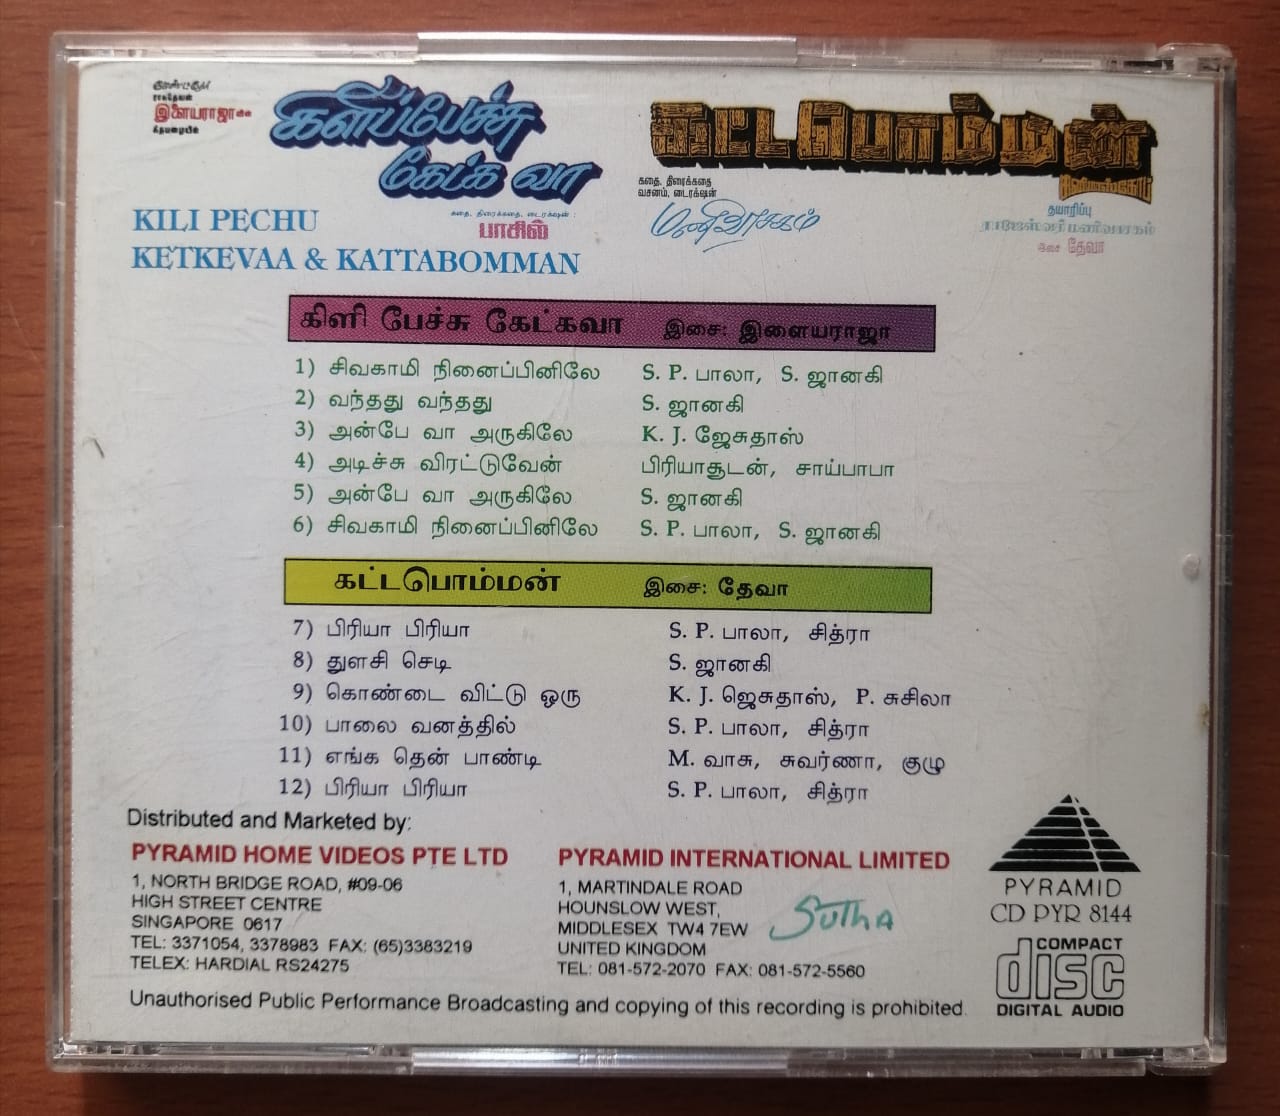 ராகதேவன்
இளையராஜாவின்
கிளிப்பேச்சு
கேட்க வா
கதை, திரைக்கதை, டைரக்ஷன் :
பாசில்
கட்டபொம்மன்
கதை, திரைக்கதை
வசனம், டைரக்ஷன்
மணிவாசகம்
தயாரிப்பு
ராஜேஸ்வரி மணிவாசகம்
இசை தேவா
KILI PECHU
KETKEVAA & KATTABOMMAN
கிளி பேச்சு கேட்கவா இசை: இளையராஜா
1) சிவகாமி நினைப்பினிலே S. P. பாலா, S. ஜானகி
2) வந்தது வந்தது S. ஜானகி
3) அன்பே வா அருகிலே K. J. ஜேசுதாஸ்
4) அடிச்சு விரட்டுவேன் பிரியாசூடன், சாய்பாபா
5) அன்பே வா அருகிலே S. ஜானகி
6) சிவகாமி நினைப்பினிலே S. P. பாலா, S. ஜானகி
கட்டபொம்மன் இசை: தேவா
7) பிரியா பிரியா S. P. பாலா, சித்ரா
8) துளசி செடி S. ஜானகி
9) கொண்டை விட்டு ஒரு K. J. ஜெசுதாஸ், P. சுசிலா
10) பாலை வனத்தில் S. P. பாலா, சித்ரா
11) எங்க தென் பாண்டி M. வாசு, சுவர்ணா, குழு
12) பிரியா பிரியா S. P. பாலா, சித்ரா
Distributed and Marketed by:
PYRAMID HOME VIDEOS PTE LTD
1, NORTH BRIDGE ROAD, #09-06
HIGH STREET CENTRE
SINGAPORE 0617
TEL: 3371054, 3378983 FAX: (65)3383219
TELEX: HARDIAL RS24275
PYRAMID INTERNATIONAL LIMITED
1, MARTINDALE ROAD
HOUNSLOW WEST,
MIDDLESEX TW4 7EW
UNITED KINGDOM
TEL: 081-572-2070 FAX: 081-572-5560
Sutha
PYRAMID
CD PYR 8144
COMPACT
disc
DIGITAL AUDIO
Unauthorised Public Performance Broadcasting and copying of this recording is prohibited.